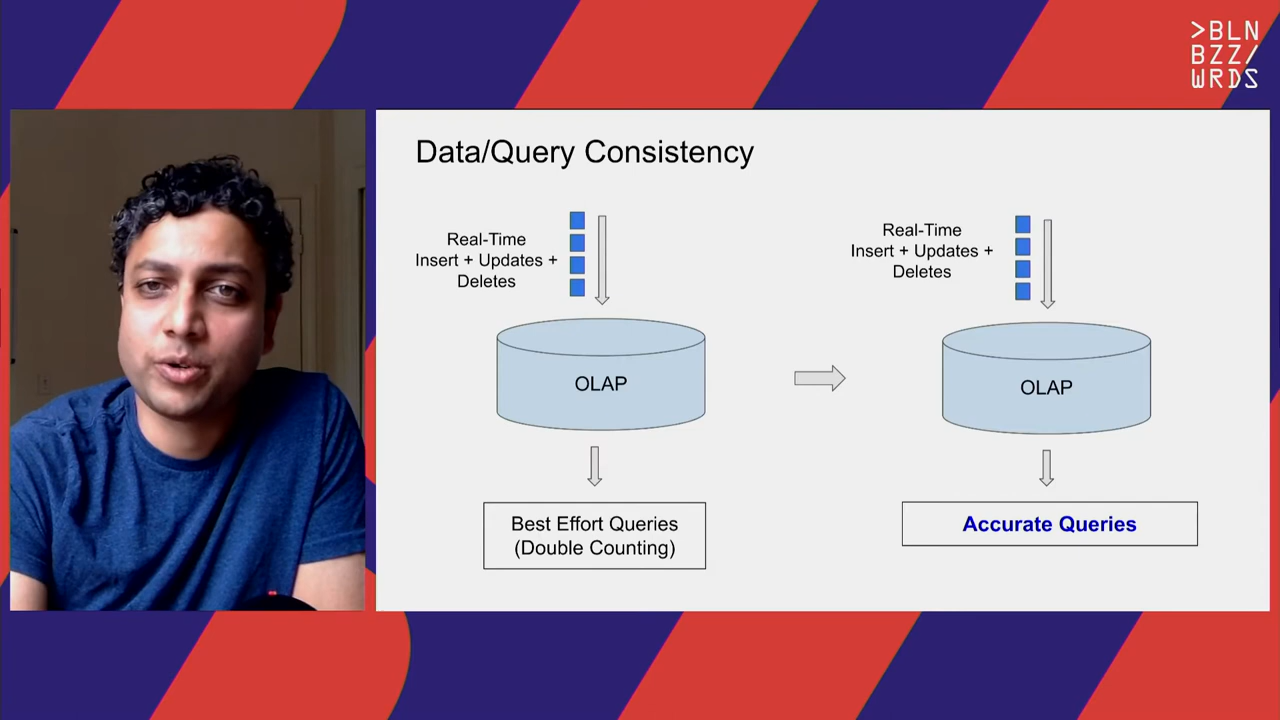 >BLN
BZZ/
WRDS
Data/Query Consistency
Real-Time
Insert + Updates +
Deletes
OLAP
Best Effort Queries
(Double Counting)
Real-Time
Insert + Updates +
Deletes
OLAP
Accurate Queries